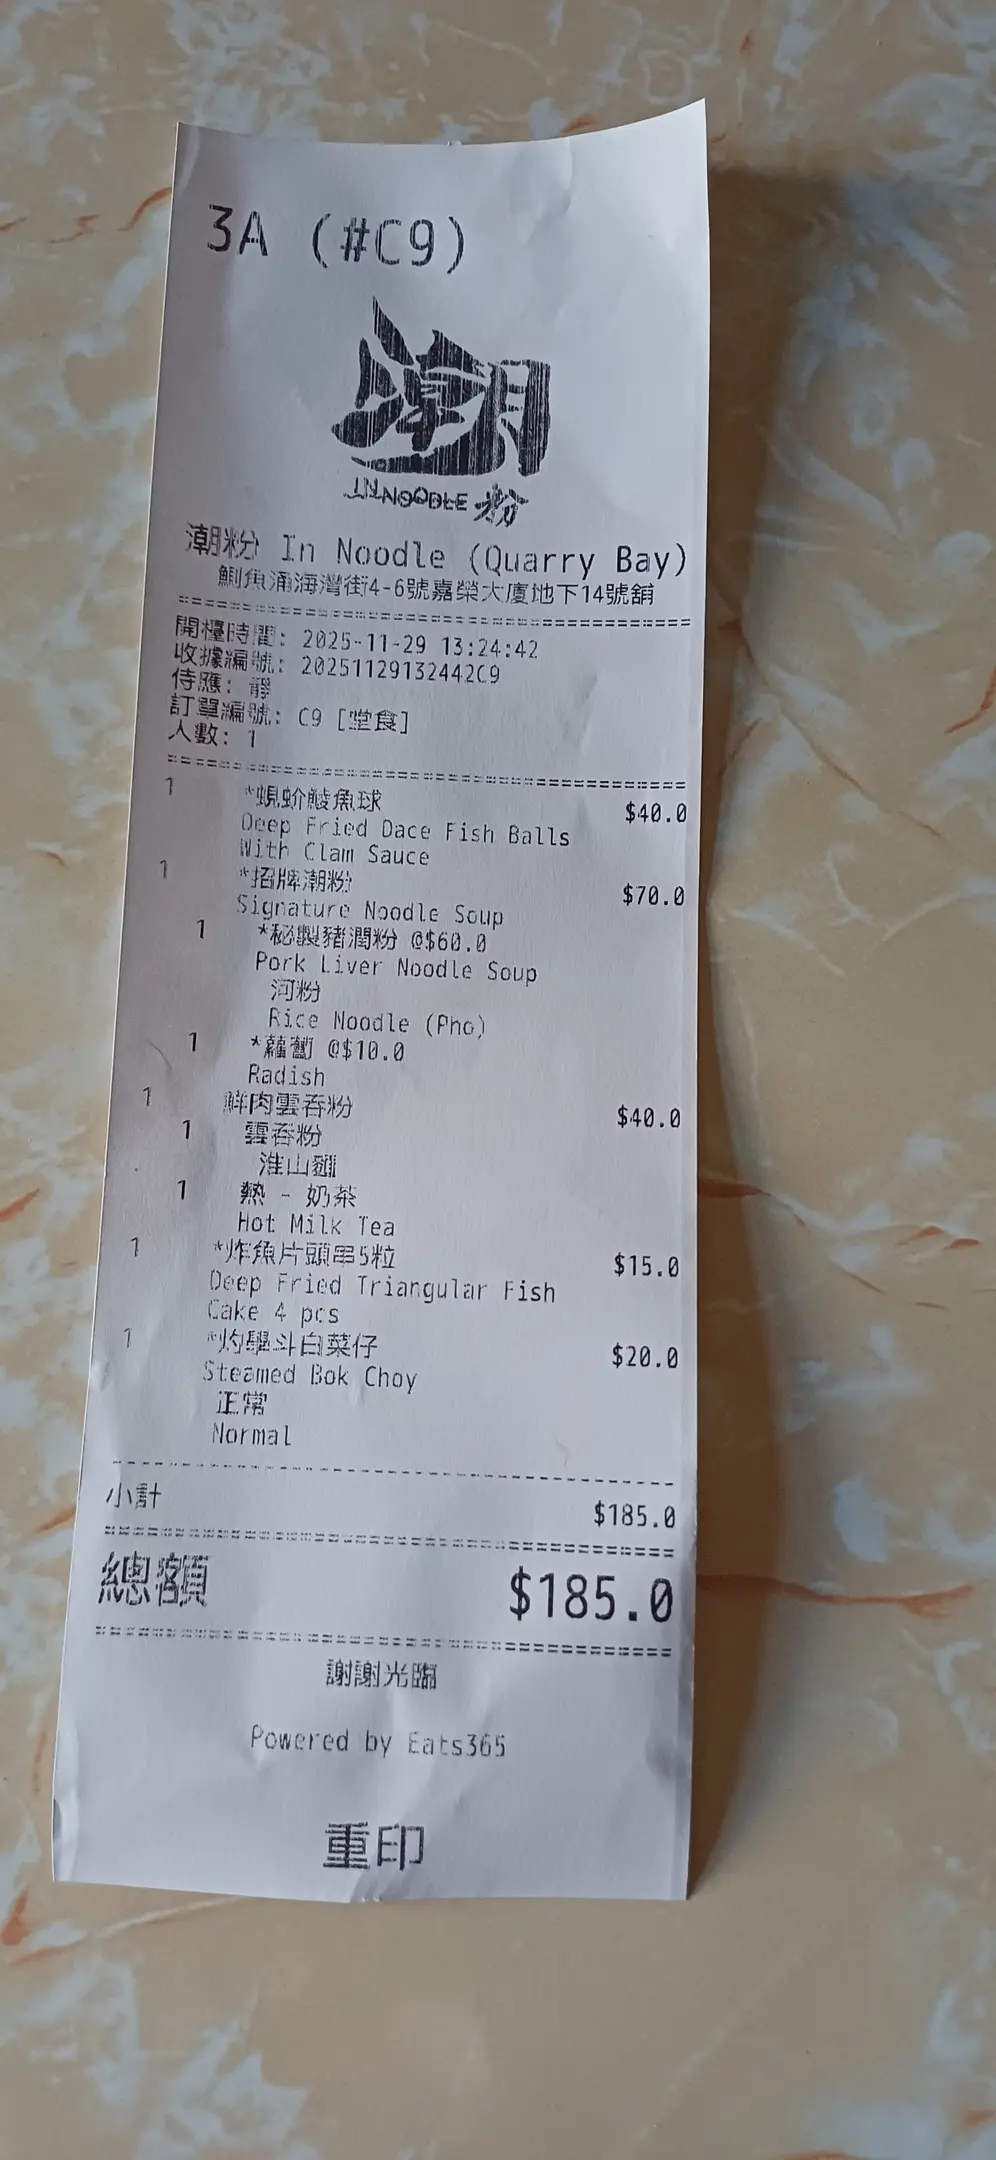 3A (#C9)
潮
IN NOODLE 粉
潮粉 In Noodle (Quarry Bay)
鰂魚涌海灣街4-6號嘉榮大廈地下14號舖
開檯時間: 2025-11-29 13:24:42
收據編號: 20251129132442C9
侍應: 靜
訂單編號: C9 [堂食]
人數: 1
1 *蜆蚧鯪魚球 $40.0
Deep Fried Dace Fish Balls
With Clam Sauce
1 *招牌潮粉 $70.0
Signature Noodle Soup
1 *秘製豬潤粉 @$60.0
Pork Liver Noodle Soup
河粉
Rice Noodle (Pho)
1 *蘿蔔 @$10.0
Radish
1 鮮肉雲吞粉 $40.0
1 雲吞粉
淮山麵
1 熱 - 奶茶
Hot Milk Tea
1 *炸魚片頭串5粒 $15.0
Deep Fried Triangular Fish
Cake 4 pcs
1 *灼學斗白菜仔 $20.0
Steamed Bok Choy
正常
Normal
小計 $185.0
總額 $185.0
謝謝光臨
Powered by Eats365
重印